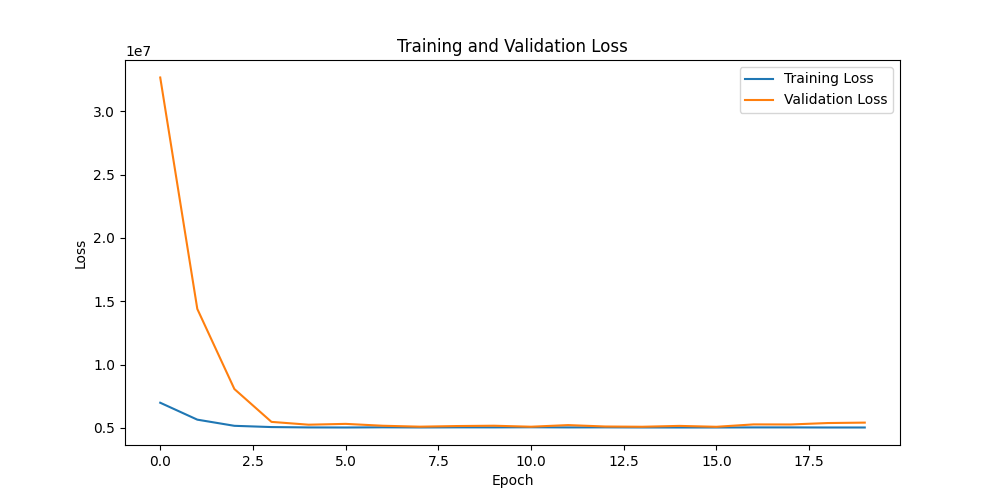 Training and Validation Loss
1e7
Training Loss
Validation Loss
3.0
2.5
2.0
1.5
1.0
0.5
Loss
0.0 2.5 5.0 7.5 10.0 12.5 15.0 17.5
Epoch